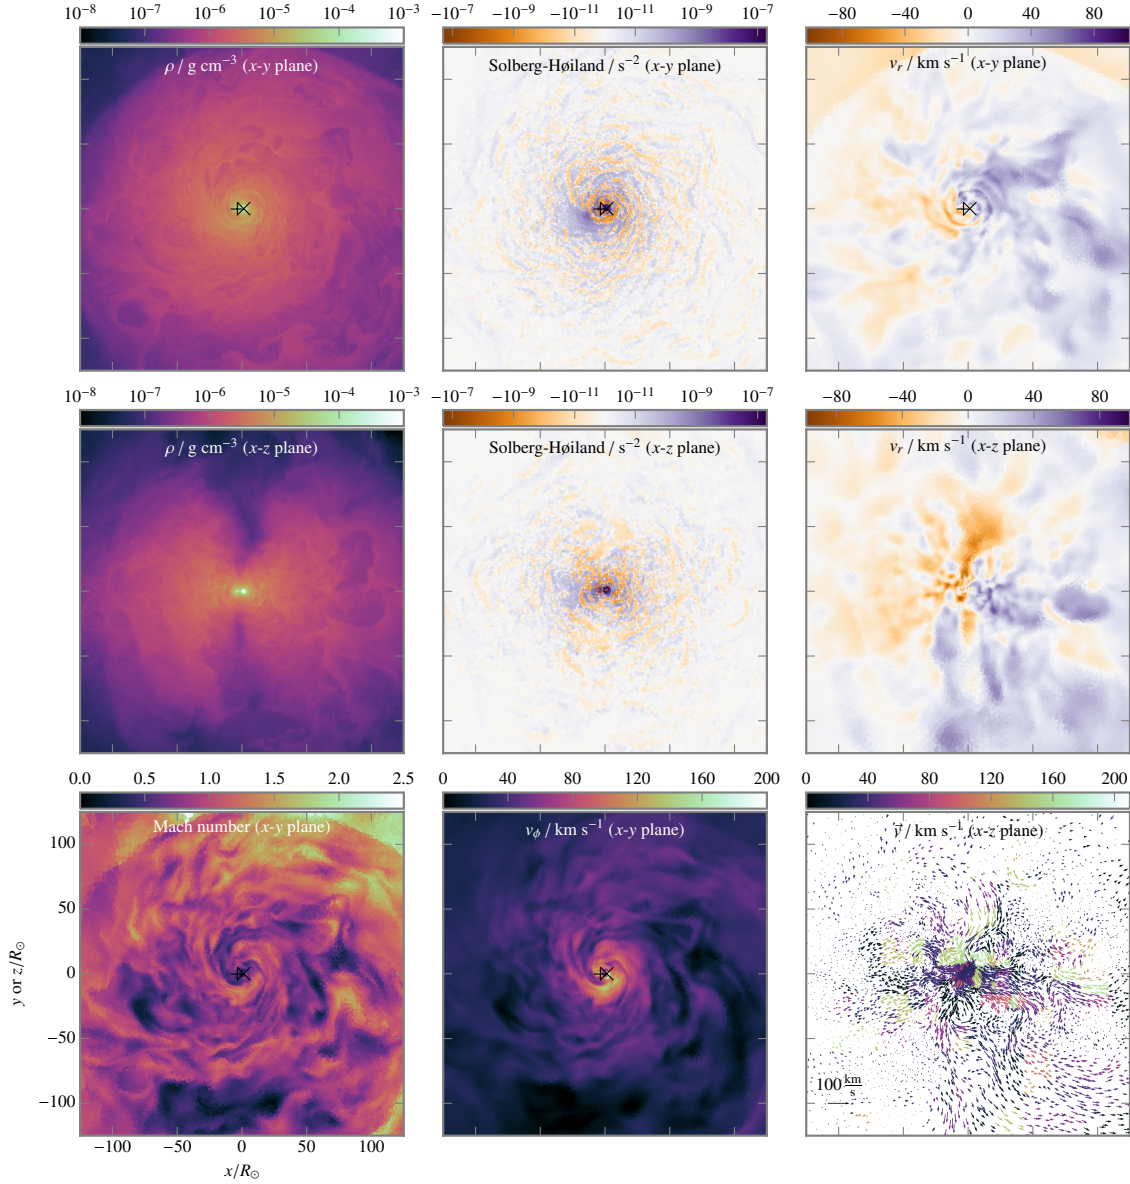 10⁻⁸ 10⁻⁷ 10⁻⁶ 10⁻⁵ 10⁻⁴ 10⁻³
−10⁻⁷ −10⁻⁹ −10⁻¹¹ 10⁻¹¹ 10⁻⁹ 10⁻⁷
−80 −40 0 40 80
ρ / g cm⁻³ (x-y plane)
Solberg-Høiland / s⁻² (x-y plane)
v_r / km s⁻¹ (x-y plane)
10⁻⁸ 10⁻⁷ 10⁻⁶ 10⁻⁵ 10⁻⁴ 10⁻³
−10⁻⁷ −10⁻⁹ −10⁻¹¹ 10⁻¹¹ 10⁻⁹ 10⁻⁷
−80 −40 0 40 80
ρ / g cm⁻³ (x-z plane)
Solberg-Høiland / s⁻² (x-z plane)
v_r / km s⁻¹ (x-z plane)
0.0 0.5 1.0 1.5 2.0 2.5
0 40 80 120 160 200
0 40 80 120 160 200
Mach number (x-y plane)
v_ϕ / km s⁻¹ (x-y plane)
v⃗ / km s⁻¹ (x-z plane)
100
50
0
−50
−100
y or z/R☉
100 km/s
−100 −50 0 50 100
x/R☉